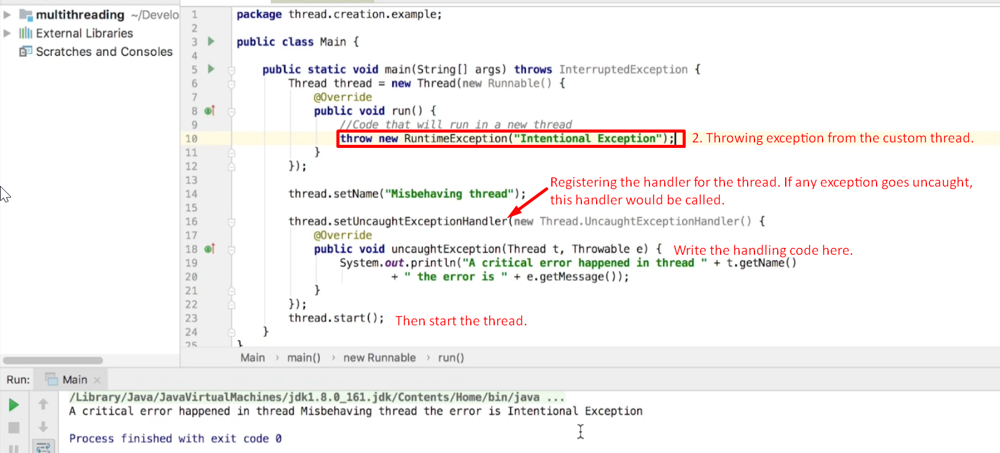 multithreading ~/Develo
External Libraries
Scratches and Consoles
1 package thread.creation.example;
2
3 public class Main {
4
5 public static void main(String[] args) throws InterruptedException {
6 Thread thread = new Thread(new Runnable() {
7 @Override
8 public void run() {
9 //Code that will run in a new thread
10 throw new RuntimeException("Intentional Exception"); 2. Throwing exception from the custom thread.
11 }
12 });
13
Registering the handler for the thread. If any exception goes uncaught,
14 thread.setName("Misbehaving thread");
this handler would be called.
15
16 thread.setUncaughtExceptionHandler(new Thread.UncaughtExceptionHandler() {
17 @Override
18 public void uncaughtException(Thread t, Throwable e) { Write the handling code here.
19 System.out.println("A critical error happened in thread " + t.getName()
20 + " the error is " + e.getMessage());
21 }
22 });
23 thread.start(); Then start the thread.
24 }
25 }
Main › main() › new Runnable › run()
Run: Main ×
/Library/Java/JavaVirtualMachines/jdk1.8.0_161.jdk/Contents/Home/bin/java ...
A critical error happened in thread Misbehaving thread the error is Intentional Exception
Process finished with exit code 0